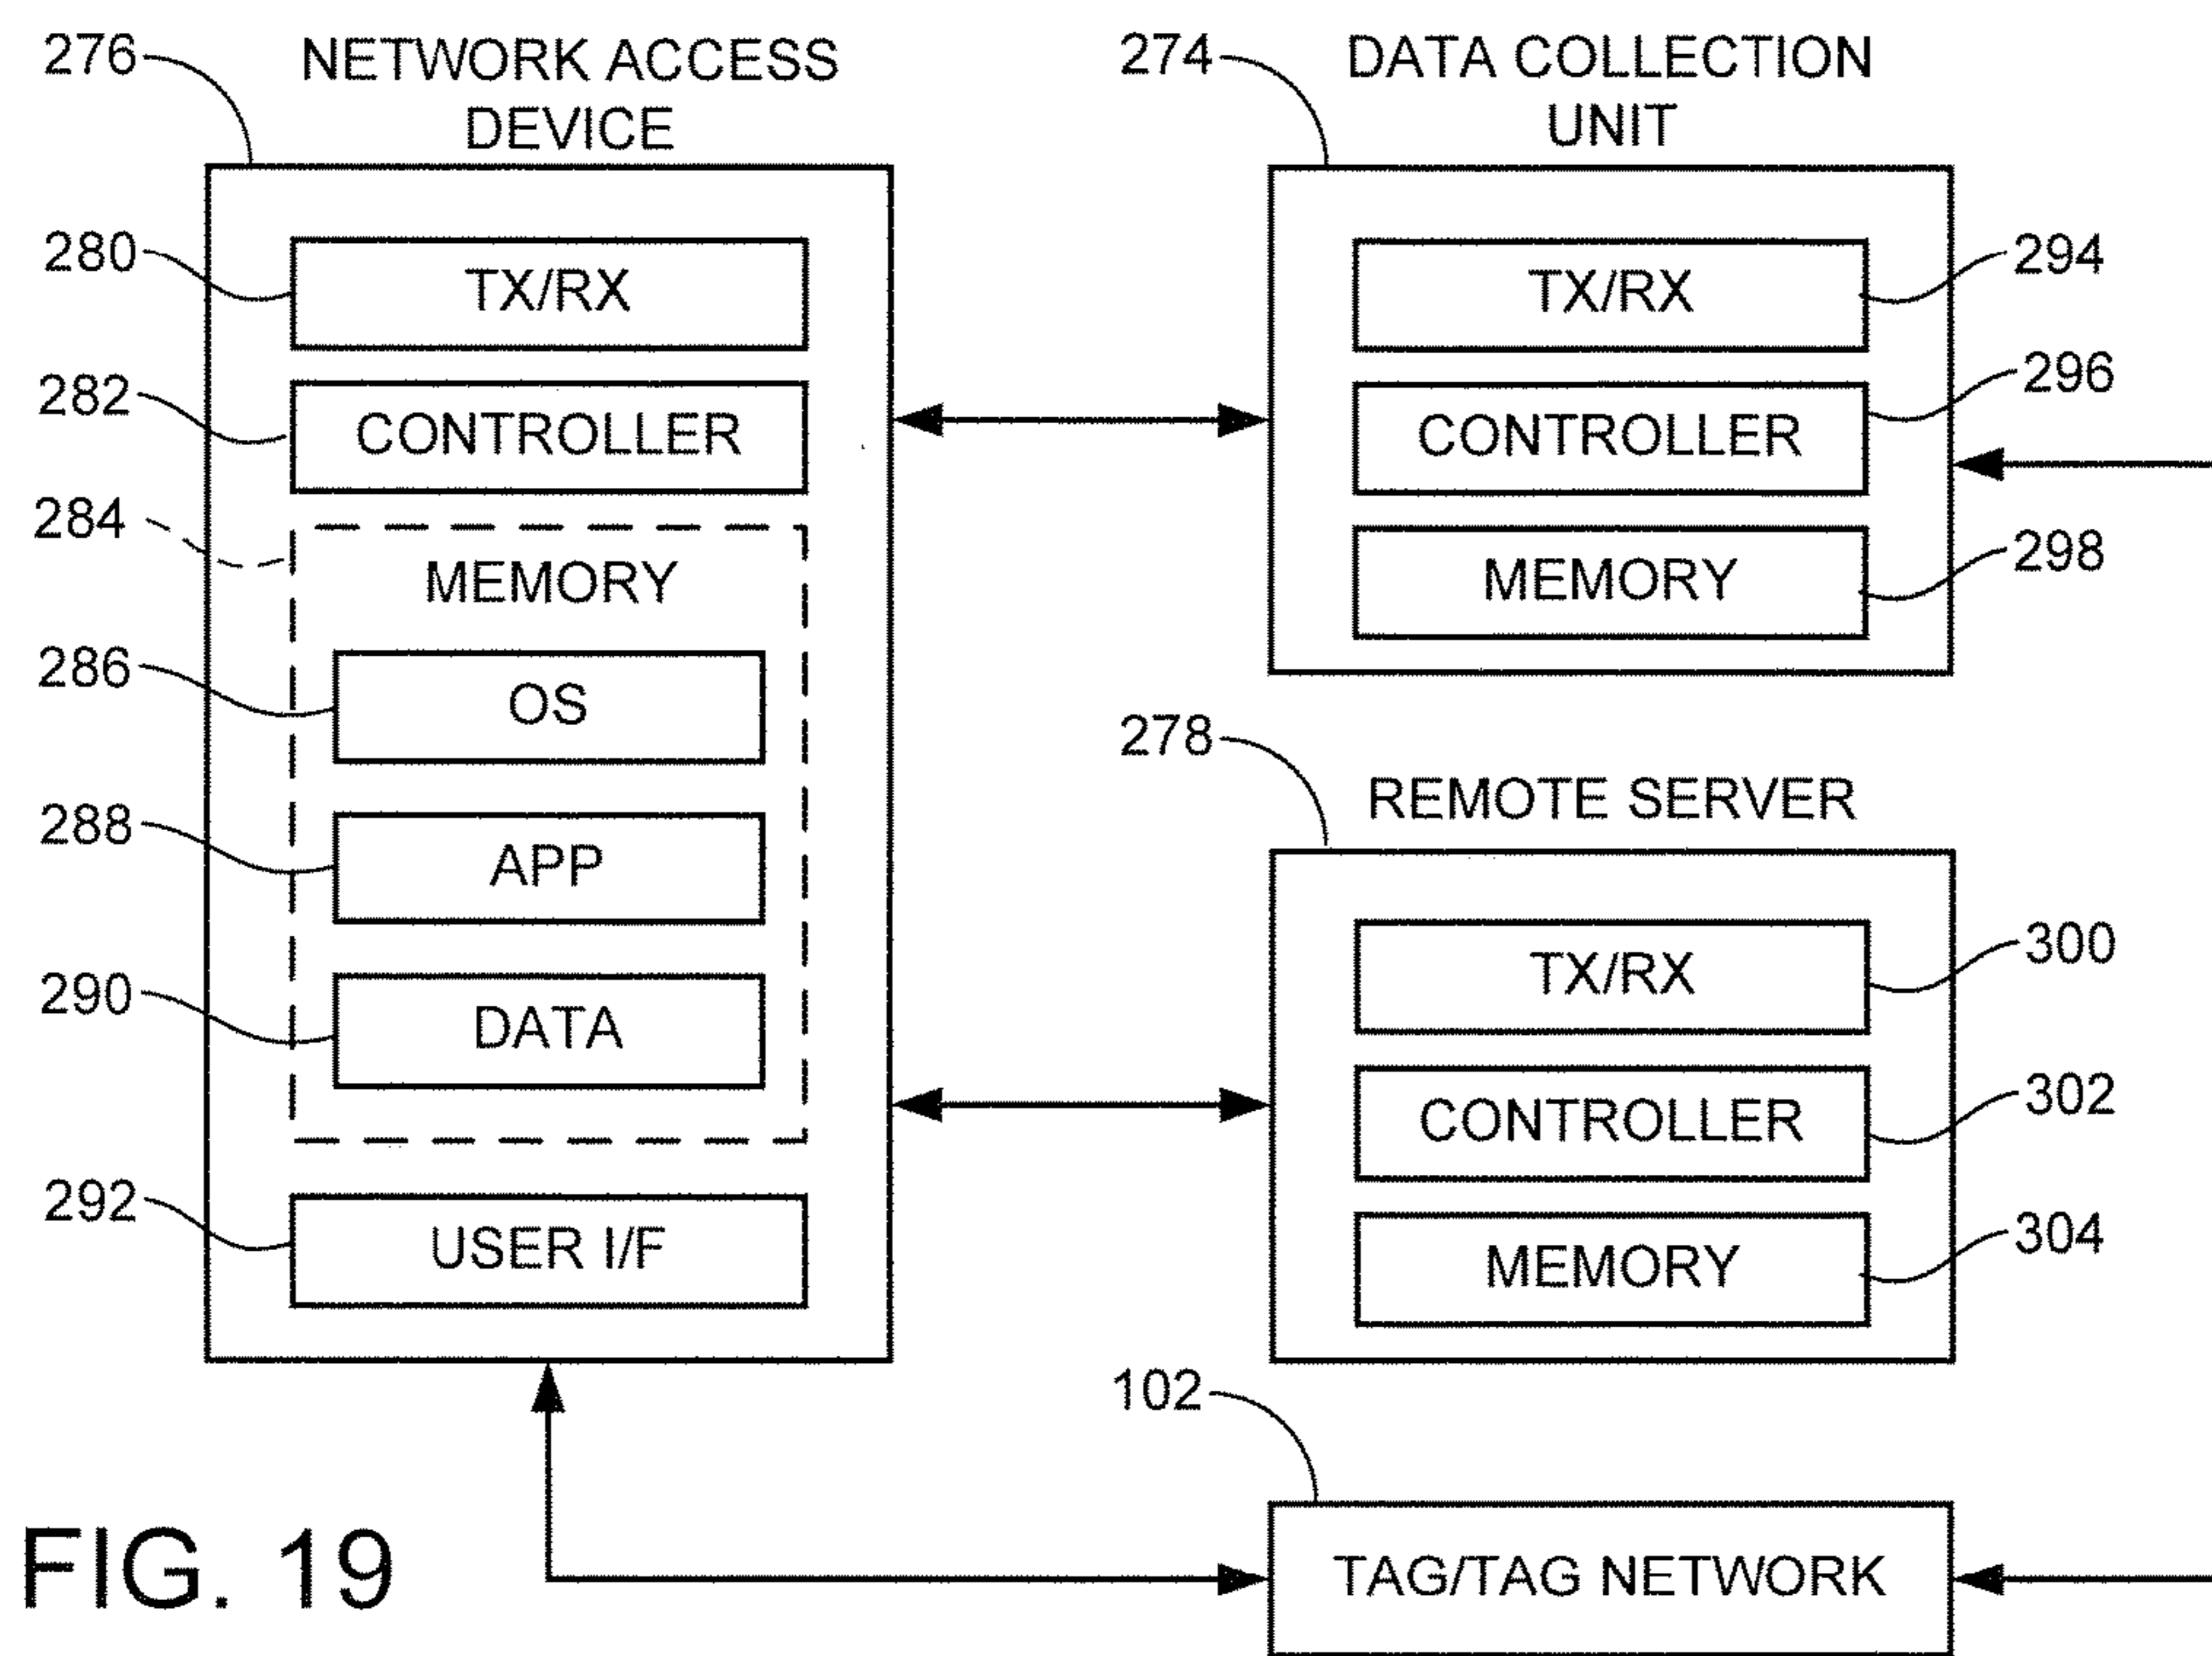 276
NETWORK ACCESS
DEVICE
280
TX/RX
282
CONTROLLER
284
MEMORY
286
OS
288
APP
290
DATA
292
USER I/F
274
DATA COLLECTION
UNIT
TX/RX
294
CONTROLLER
296
MEMORY
298
278
REMOTE SERVER
TX/RX
300
CONTROLLER
302
MEMORY
304
102
TAG/TAG NETWORK
FIG. 19